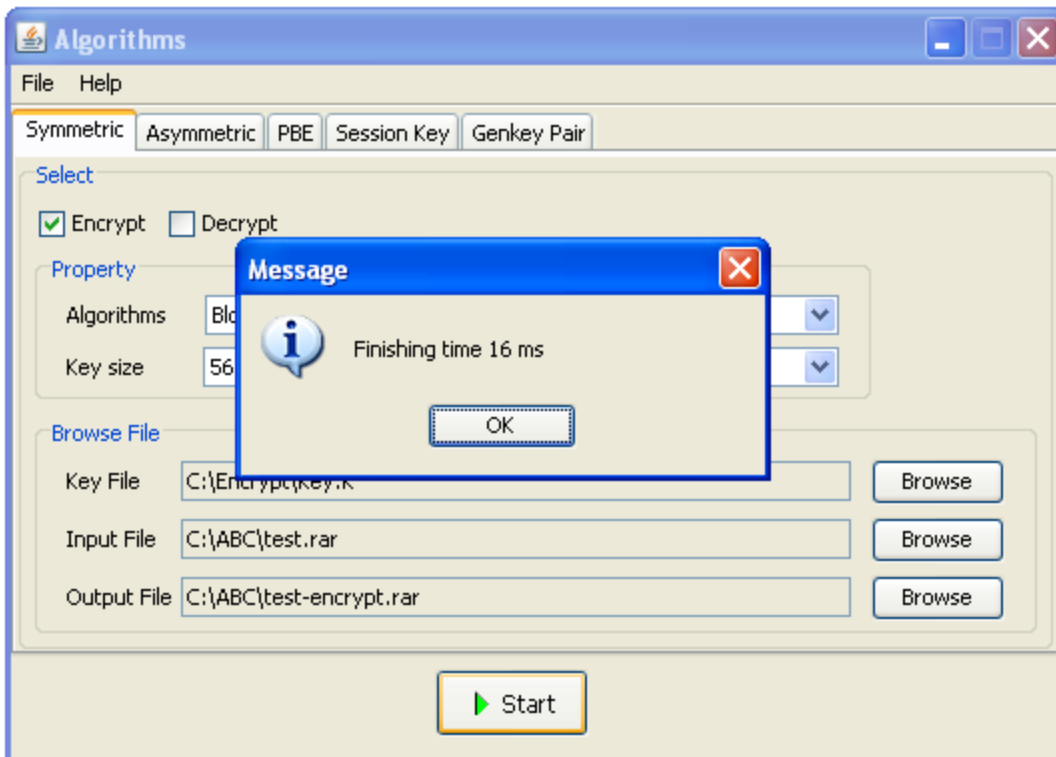 Algorithms
File Help
Symmetric Asymmetric PBE Session Key Genkey Pair
Select
Encrypt Decrypt
Property
Message
Algorithms
Finishing time 16 ms
Key size 56
OK
Browse File
Key File C:\Encrypt\Key.k Browse
Input File C:\ABC\test.rar Browse
Output File C:\ABC\test-encrypt.rar Browse
Start